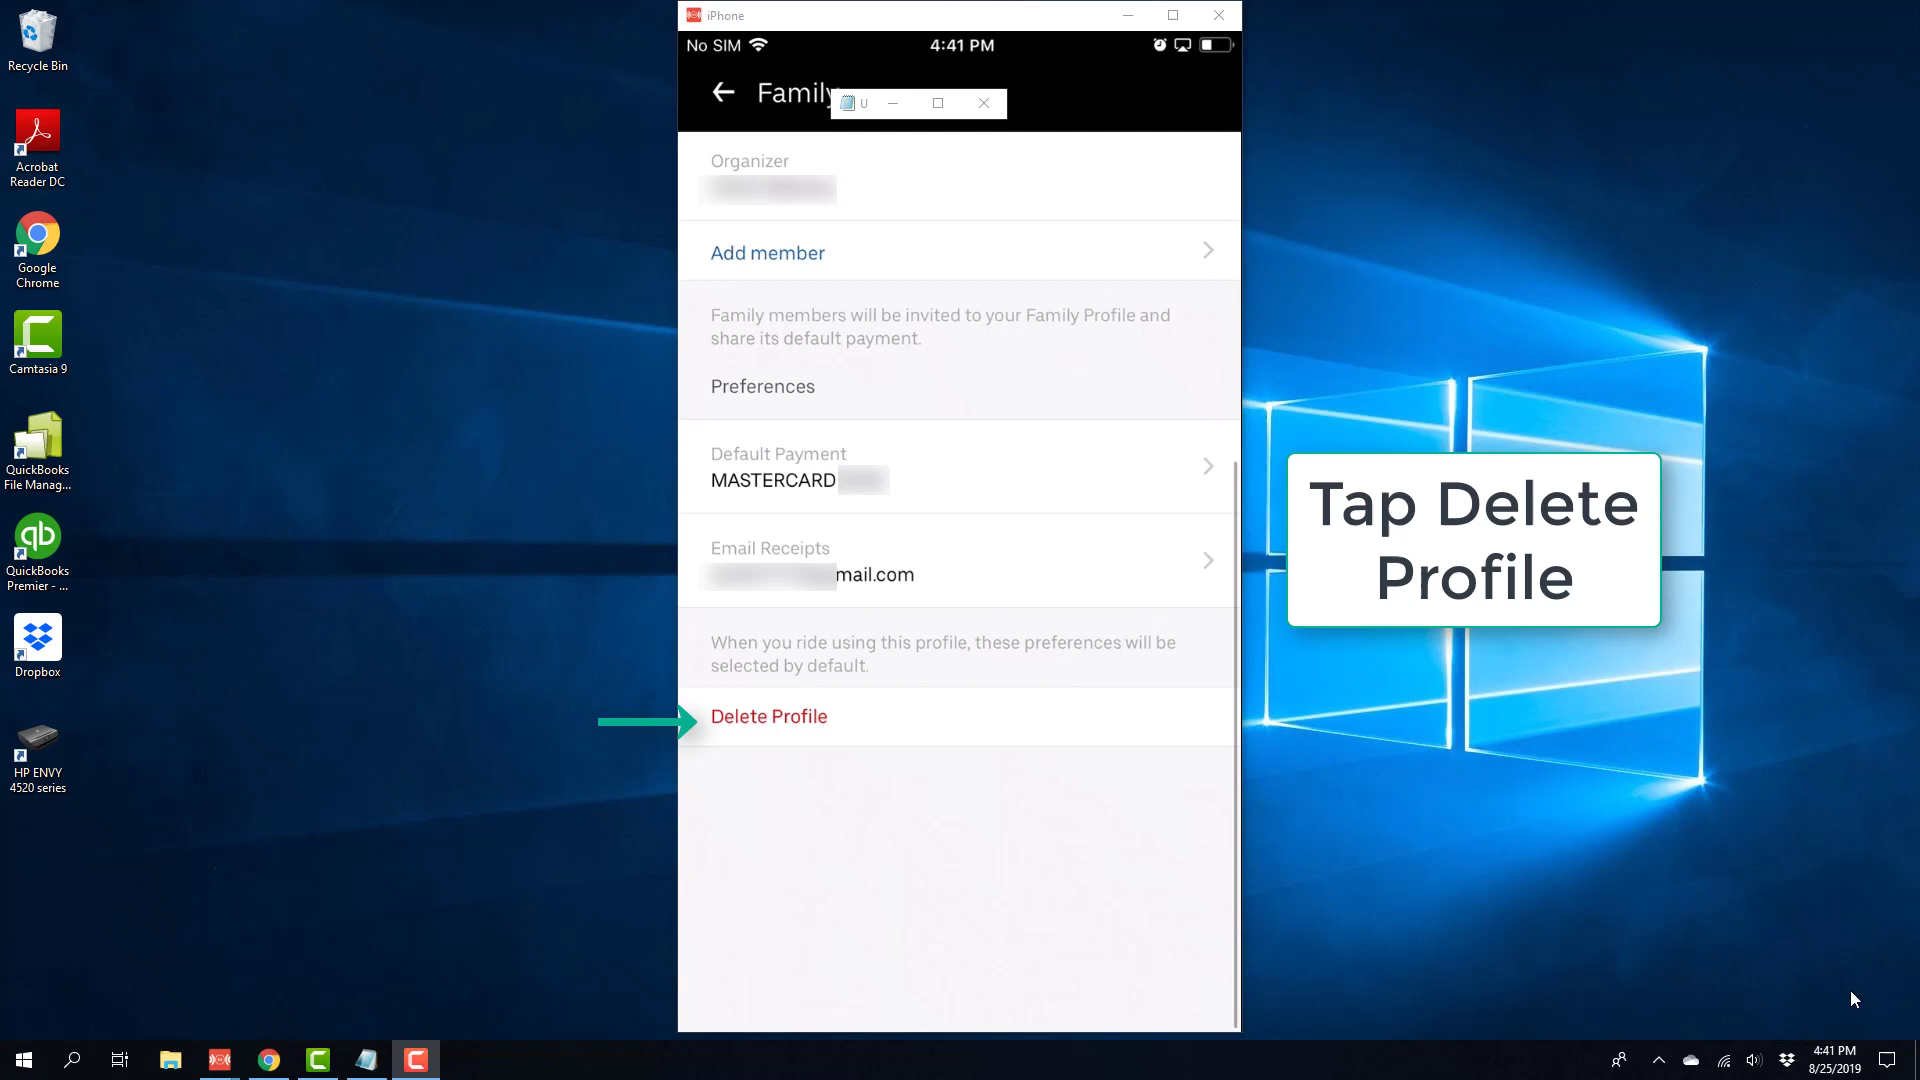 iPhone
No SIM
4:41 PM
Family
U
Organizer
Add member
Family members will be invited to your Family Profile and
share its default payment.
Preferences
Default Payment
MASTERCARD
Email Receipts
mail.com
When you ride using this profile, these preferences will be
selected by default.
Delete Profile
Tap Delete
Profile
Recycle Bin
Acrobat
Reader DC
Google
Chrome
Camtasia 9
QuickBooks
File Manag...
QuickBooks
Premier - ...
Dropbox
HP ENVY
4520 series
4:41 PM
8/25/2019